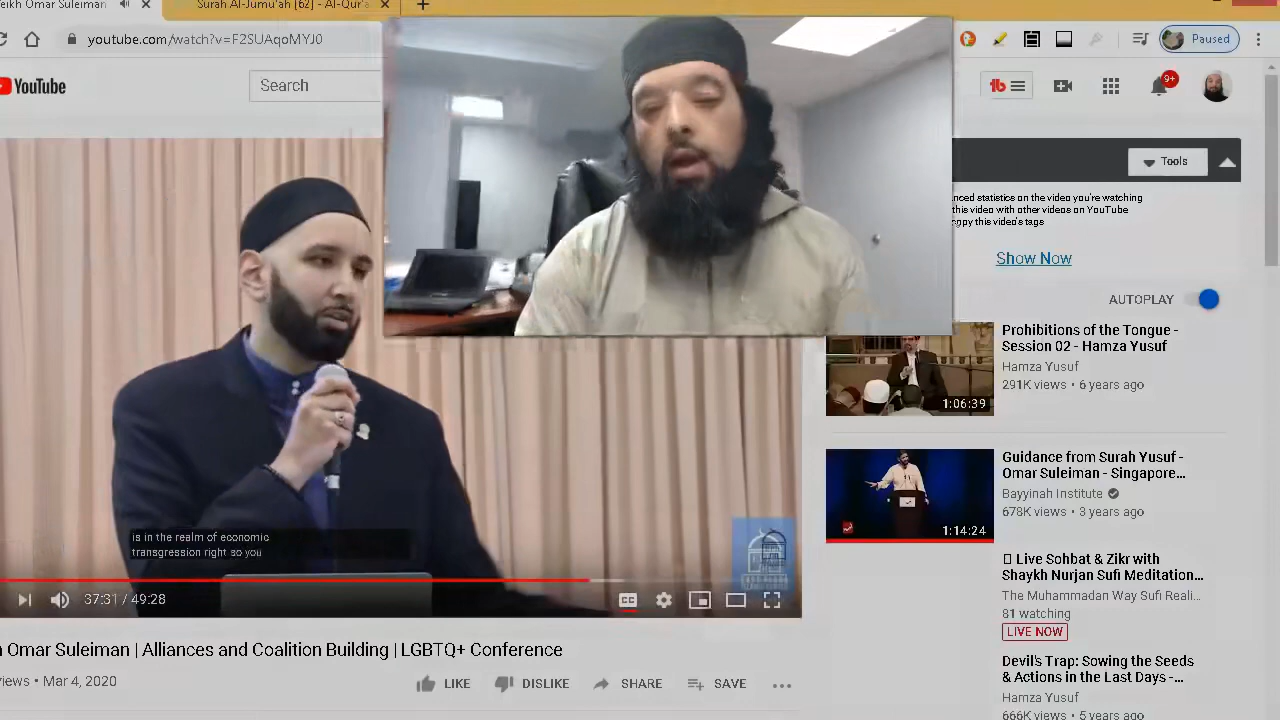 eikh Omar Suleiman
Surah Al-Jumu'ah [62] - Al-Qur'a
youtube.com
ch?v=F2SUAqoMYJ0
Paused
YouTube
Search
9+
Tools
nced statistics on the video you're watching
this video with other videos on YouTube
copy this video's tags
Show Now
AUTOPLAY
Prohibitions of the Tongue -
Session 02 - Hamza Yusuf
Hamza Yusuf
291K views • 6 years ago
1:06:39
Guidance from Surah Yusuf -
Omar Suleiman - Singapore...
Bayyinah Institute
678K views • 3 years ago
1:14:24
Live Sohbat & Zikr with
Shaykh Nurjan Sufi Meditation...
The Muhammadan Way Sufi Reali...
81 watching
LIVE NOW
Devil's Trap: Sowing the Seeds
& Actions in the Last Days -...
Hamza Yusuf
666K views • 5 years ago
is in the realm of economic
transgression right so you
37:31 / 49:28
CC
h Omar Suleiman | Alliances and Coalition Building | LGBTQ+ Conference
iews • Mar 4, 2020
LIKE
DISLIKE
SHARE
SAVE